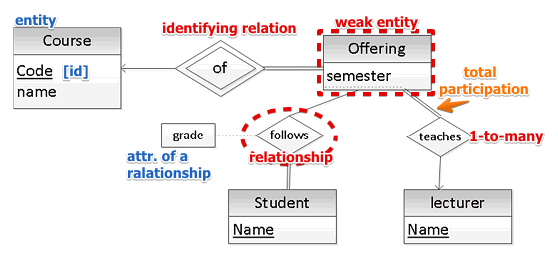 entity
identifying relation
weak entity
Course
Offering
of
Code [id]
name
semester
total
participation
grade
follows
teaches
1-to-many
attr. of a
ralationship
relationship
Student
lecturer
Name
Name